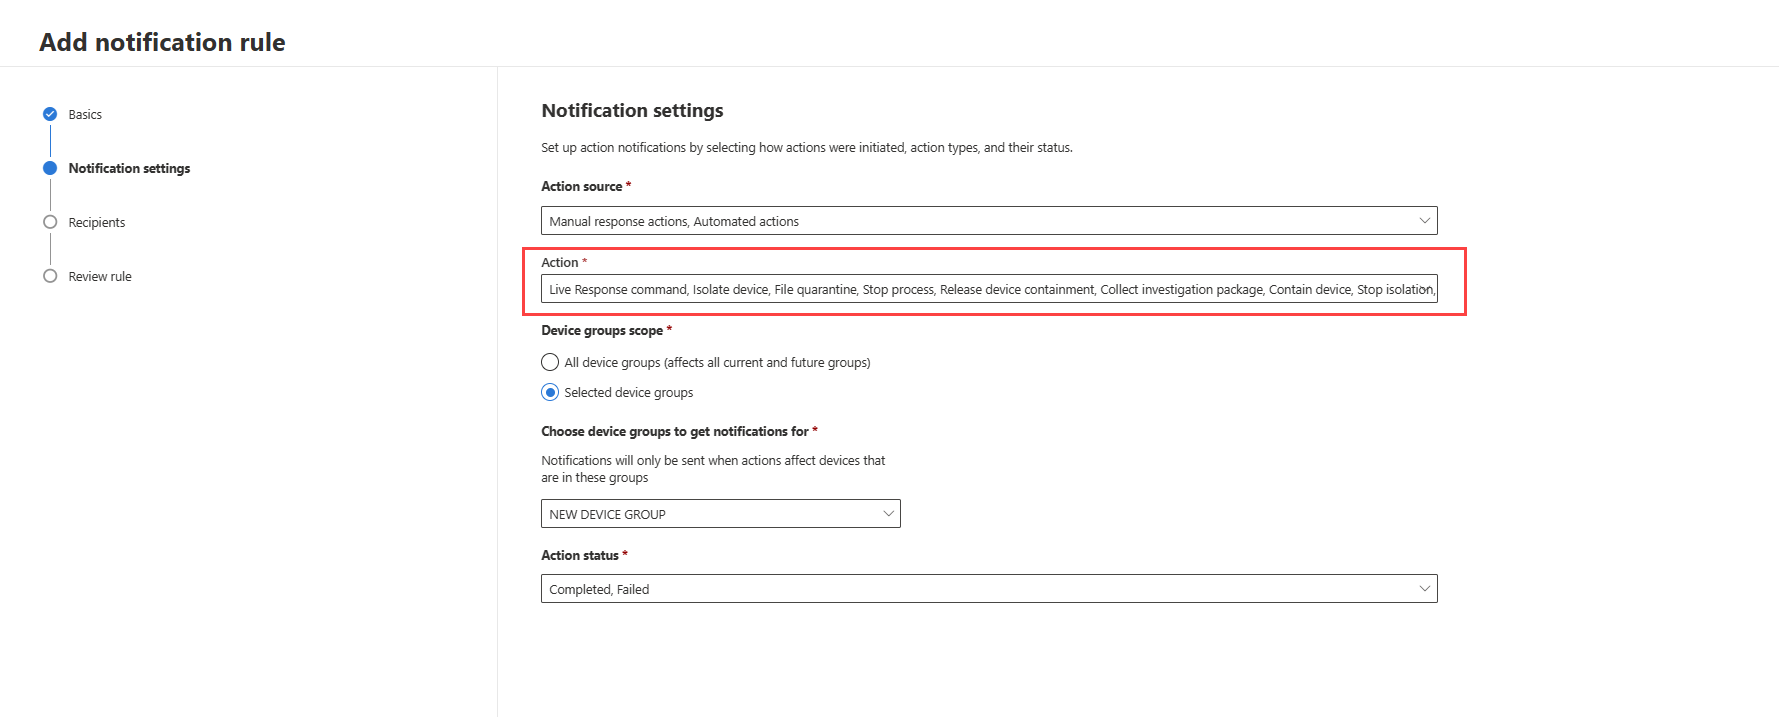 Add notification rule
Basics
Notification settings
Recipients
Review rule
Notification settings
Set up action notifications by selecting how actions were initiated, action types, and their status.
Action source *
Manual response actions, Automated actions
Action *
Live Response command, Isolate device, File quarantine, Stop process, Release device containment, Collect investigation package, Contain device, Stop isolation,
Device groups scope *
All device groups (affects all current and future groups)
Selected device groups
Choose device groups to get notifications for *
Notifications will only be sent when actions affect devices that
are in these groups
NEW DEVICE GROUP
Action status *
Completed, Failed